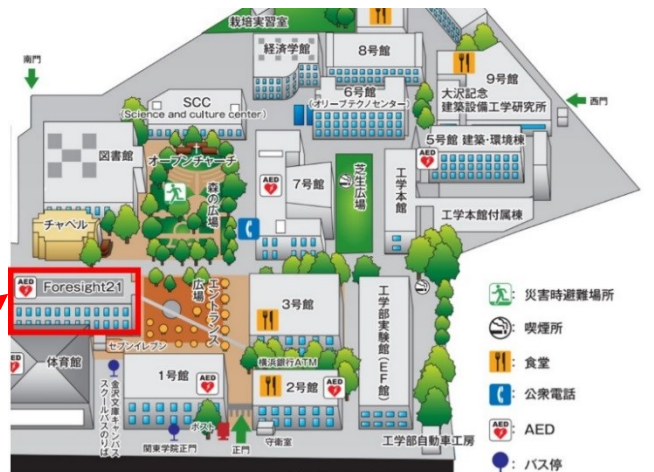 栽培実習室
南門
経済学館
8号館
9号館
大沢記念
建築設備工学研究所
西門
SCC
(Science and culture center)
6号館
(オリーブテクノセンター)
5号館 建築・環境棟
AED
図書館
オープンチャーチ
森の広場
AED
7号館
芝生広場
工学本館
工学本館付属棟
チャペル
AED
Foresight21
エントランス
広場
3号館
工学部実験館(EF館)
セブンイレブン
横浜銀行ATM
体育館
AED
金沢文庫キャンパス
スクールバスのりば
1号館
AED
2号館
AED
ポスト
関東学院正門
正門
守衛室
工学部自動車工房
: 災害時避難場所
: 喫煙所
: 食堂
: 公衆電話
AED
: AED
: バス停